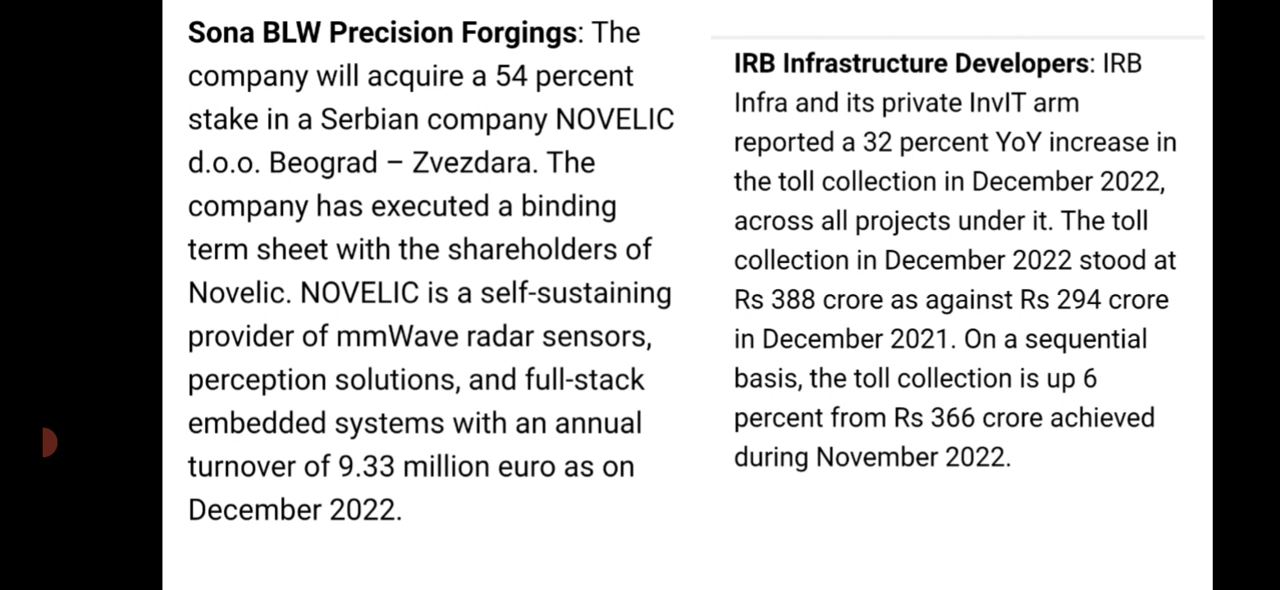 Sona BLW Precision Forgings: The
company will acquire a 54 percent
stake in a Serbian company NOVELIC
d.o.o. Beograd – Zvezdara. The
company has executed a binding
term sheet with the shareholders of
Novelic. NOVELIC is a self-sustaining
provider of mmWave radar sensors,
perception solutions, and full-stack
embedded systems with an annual
turnover of 9.33 million euro as on
December 2022.
IRB Infrastructure Developers: IRB
Infra and its private InvIT arm
reported a 32 percent YoY increase in
the toll collection in December 2022,
across all projects under it. The toll
collection in December 2022 stood at
Rs 388 crore as against Rs 294 crore
in December 2021. On a sequential
basis, the toll collection is up 6
percent from Rs 366 crore achieved
during November 2022.